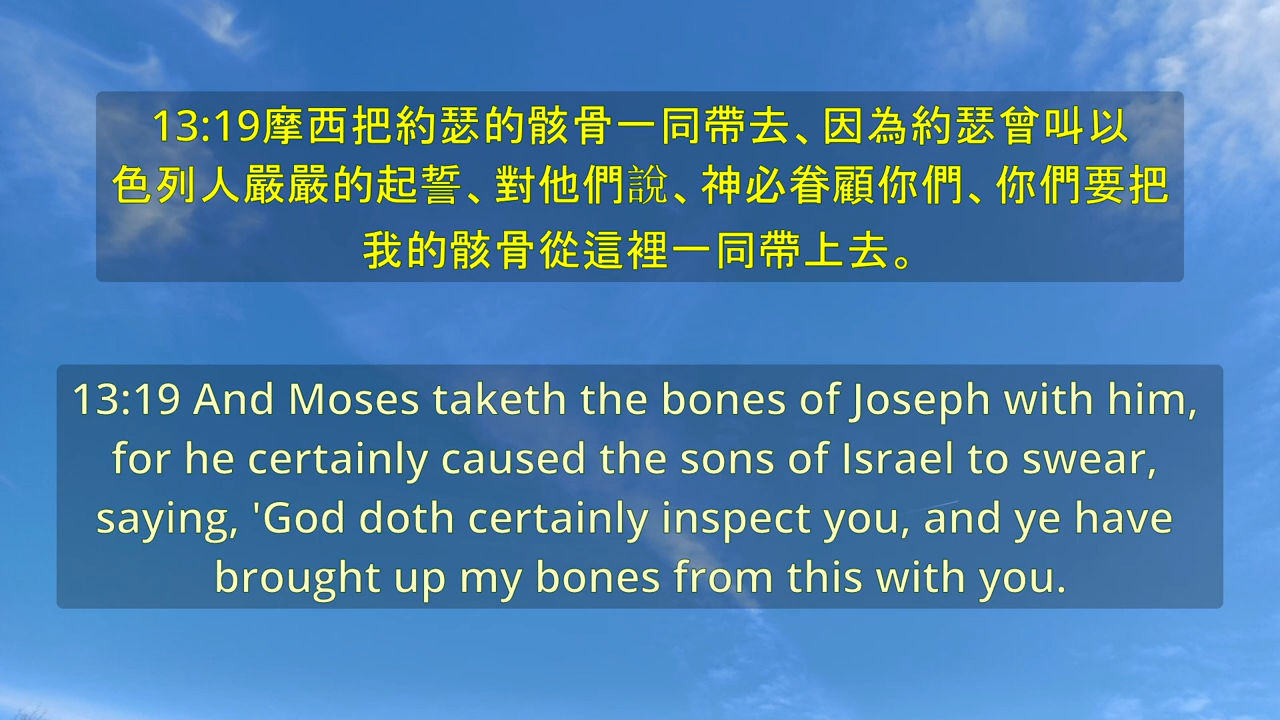 13:19摩西把約瑟的骸骨一同帶去、因為約瑟曾叫以
色列人嚴嚴的起誓、對他們說、神必眷顧你們、你們要把
我的骸骨從這裡一同帶上去。
13:19 And Moses taketh the bones of Joseph with him,
for he certainly caused the sons of Israel to swear,
saying, 'God doth certainly inspect you, and ye have
brought up my bones from this with you.